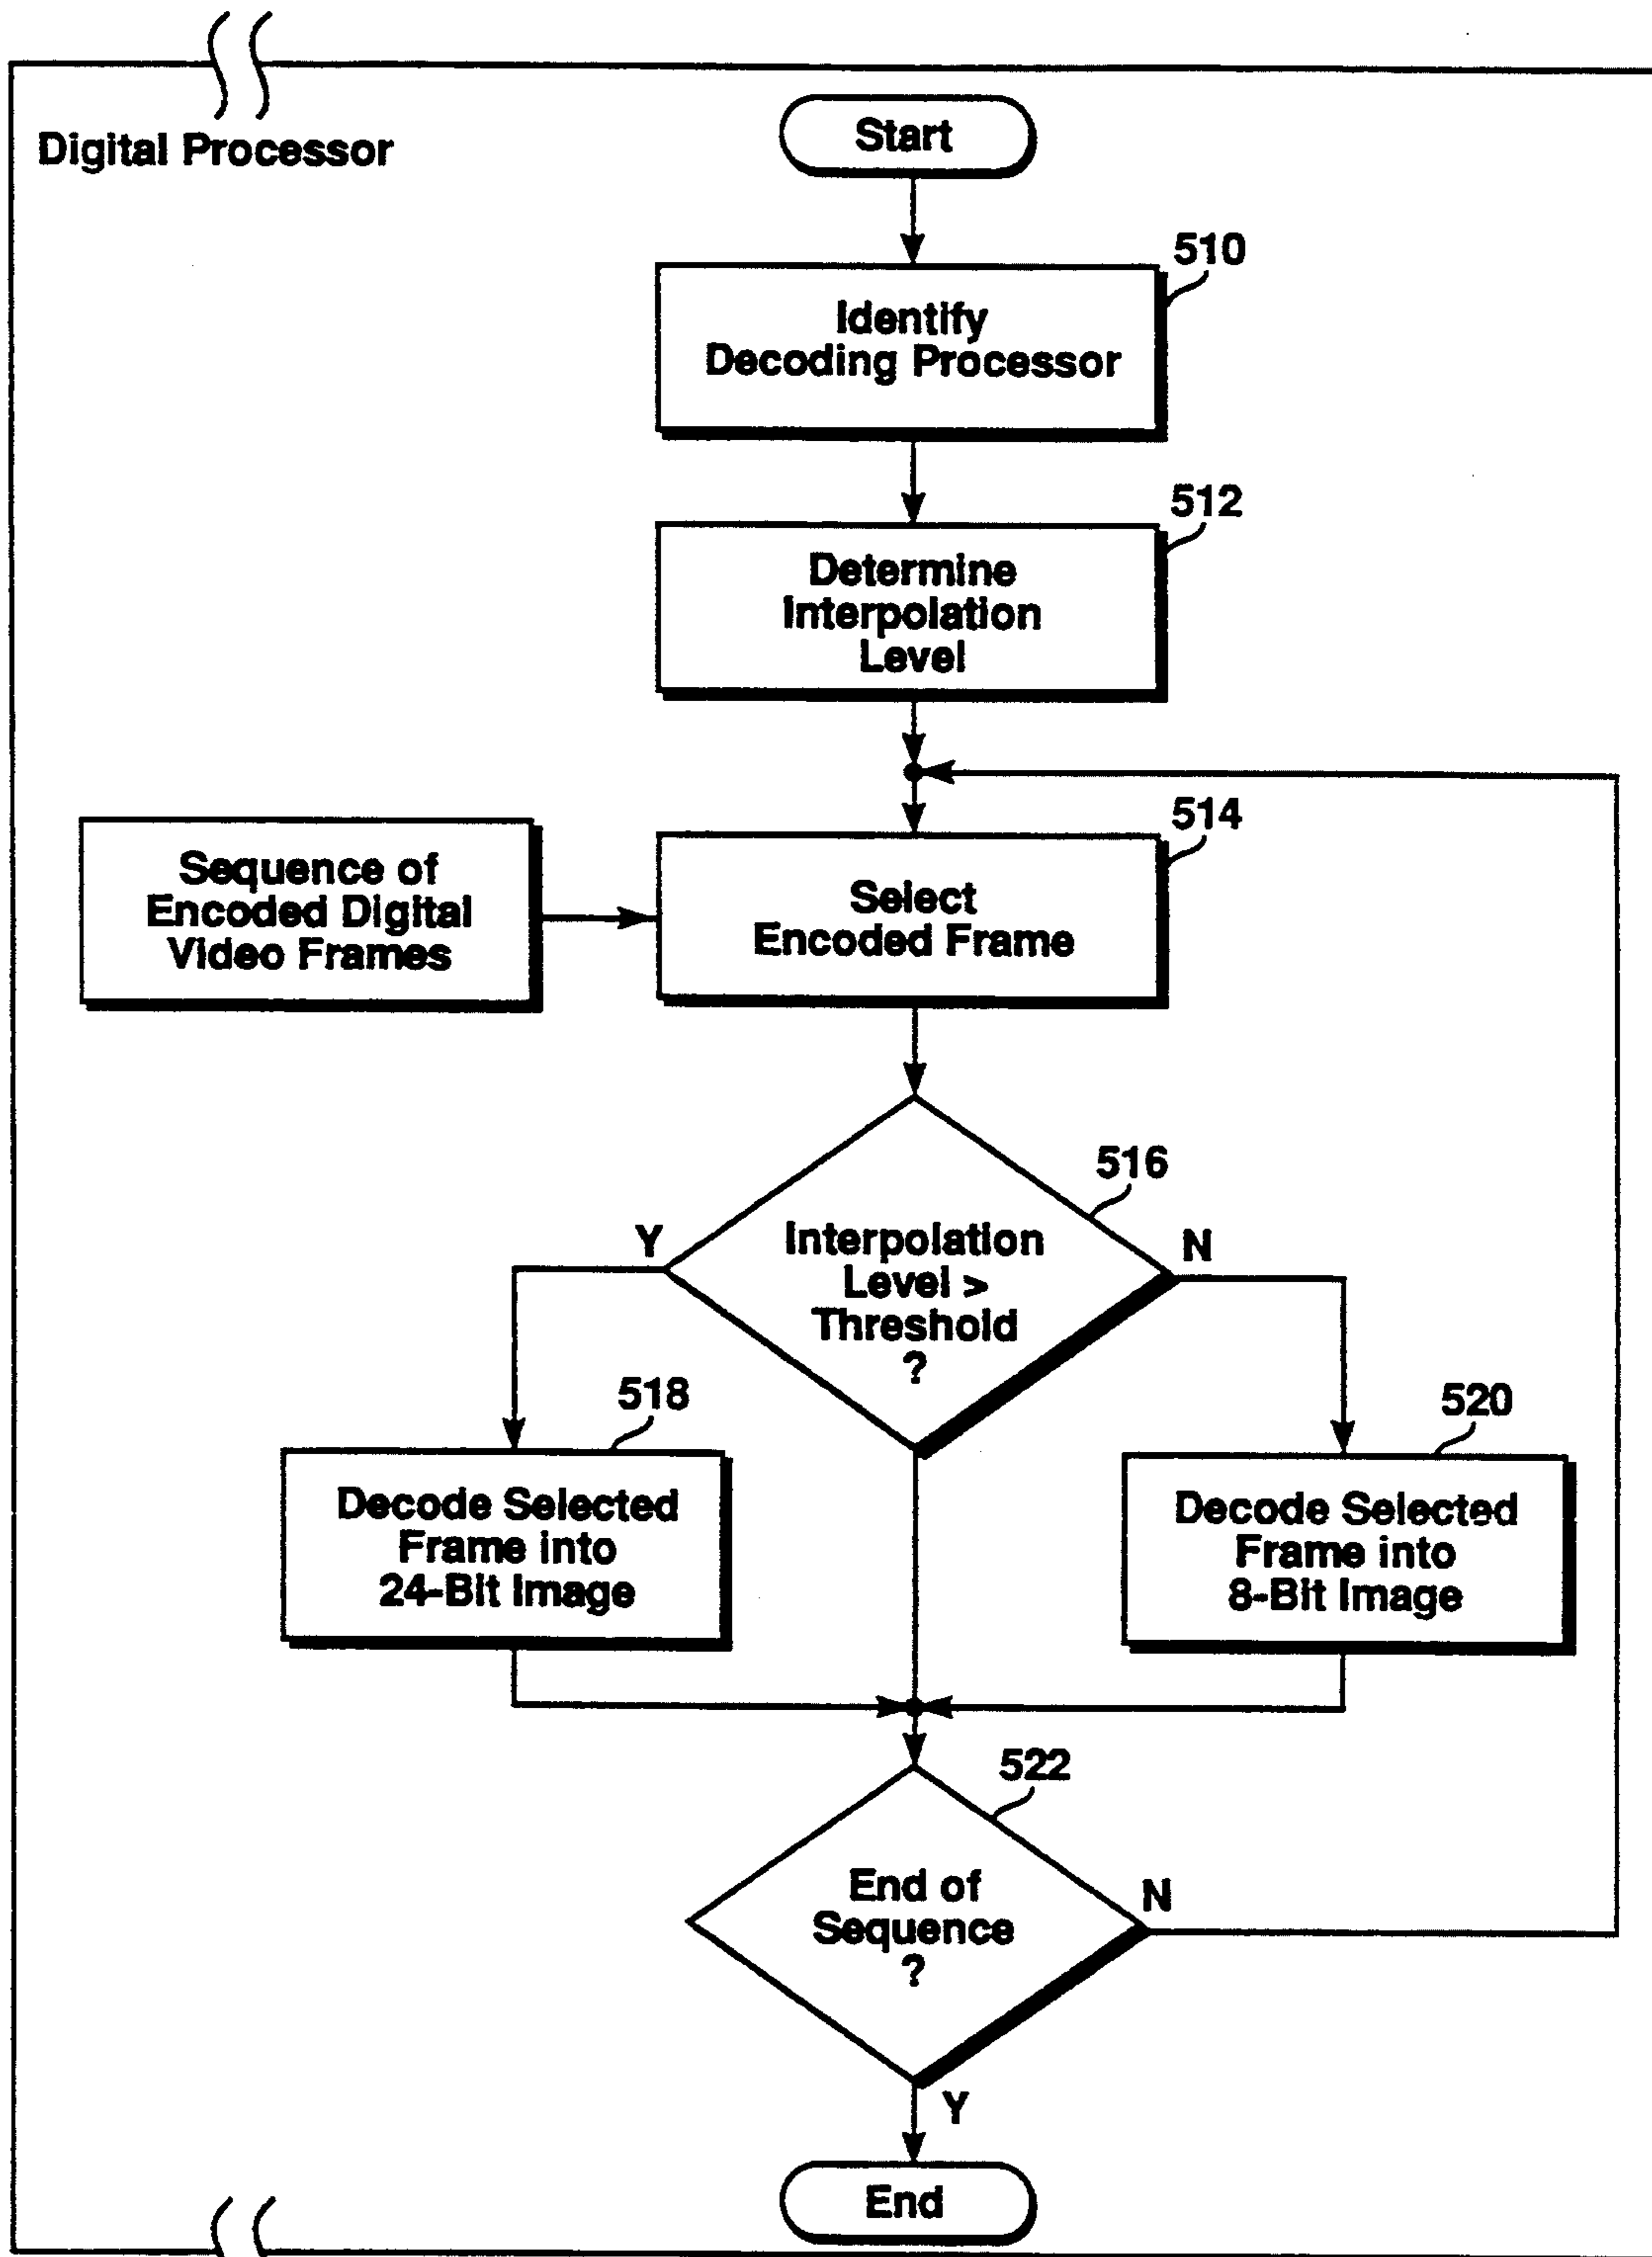 Digital Processor
Start
510
Identify
Decoding Processor
512
Determine
Interpolation
Level
514
Sequence of
Encoded Digital
Video Frames
Select
Encoded Frame
516
Y
N
Interpolation
Level >
Threshold
?
518
520
Decode Selected
Frame into
24-Bit Image
Decode Selected
Frame into
8-Bit Image
522
End of
Sequence
?
N
Y
End